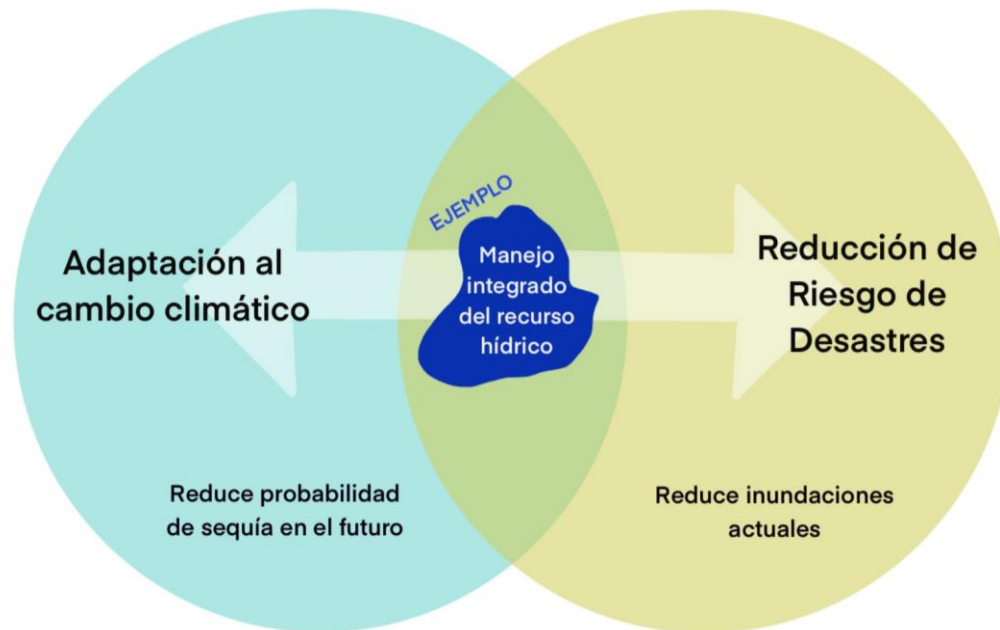 EJEMPLO
Adaptación al
cambio climático
Manejo
integrado
del recurso
hídrico
Reducción de
Riesgo de
Desastres
Reduce probabilidad
de sequía en el futuro
Reduce inundaciones
actuales